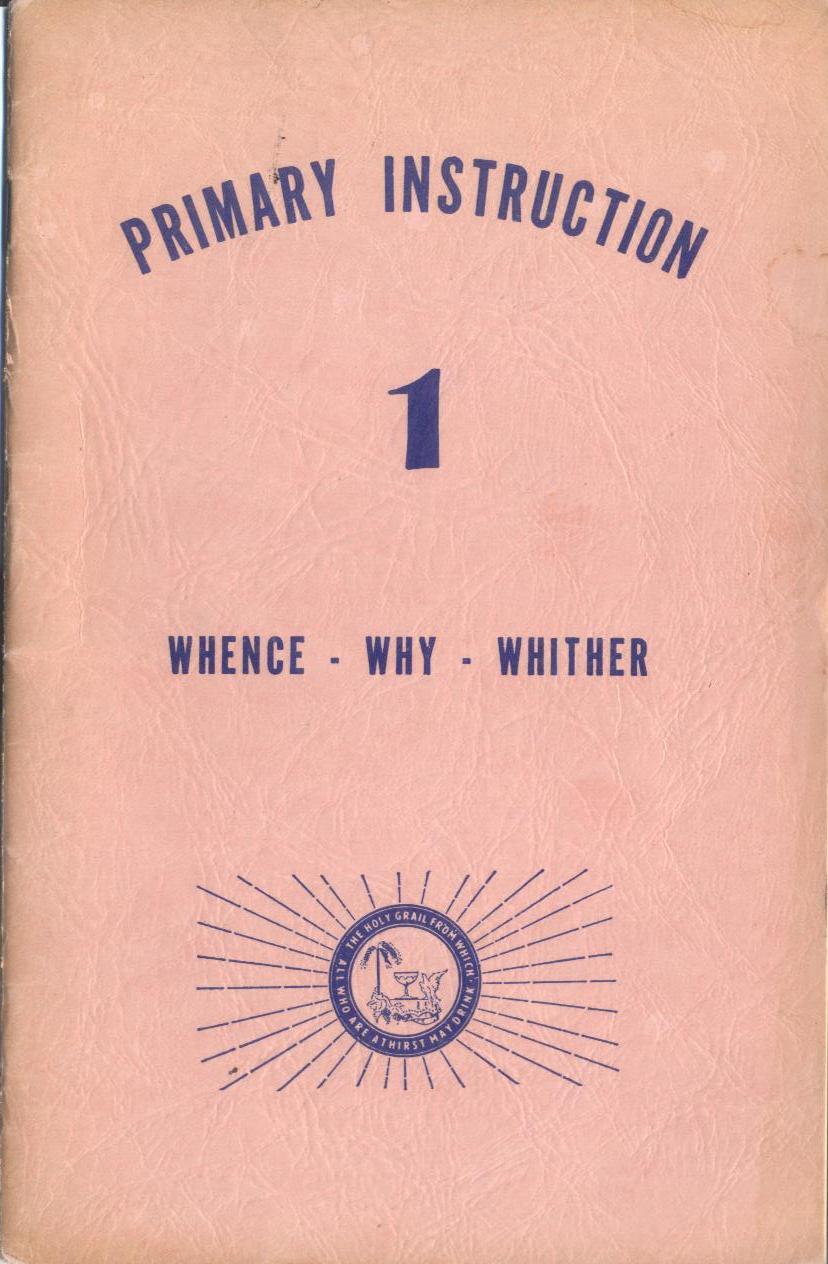 PRIMARY INSTRUCTION
1
WHENCE - WHY - WHITHER
THE HOLY GRAIL FROM WHICH
ALL WHO ARE ATHIRST MAY DRINK